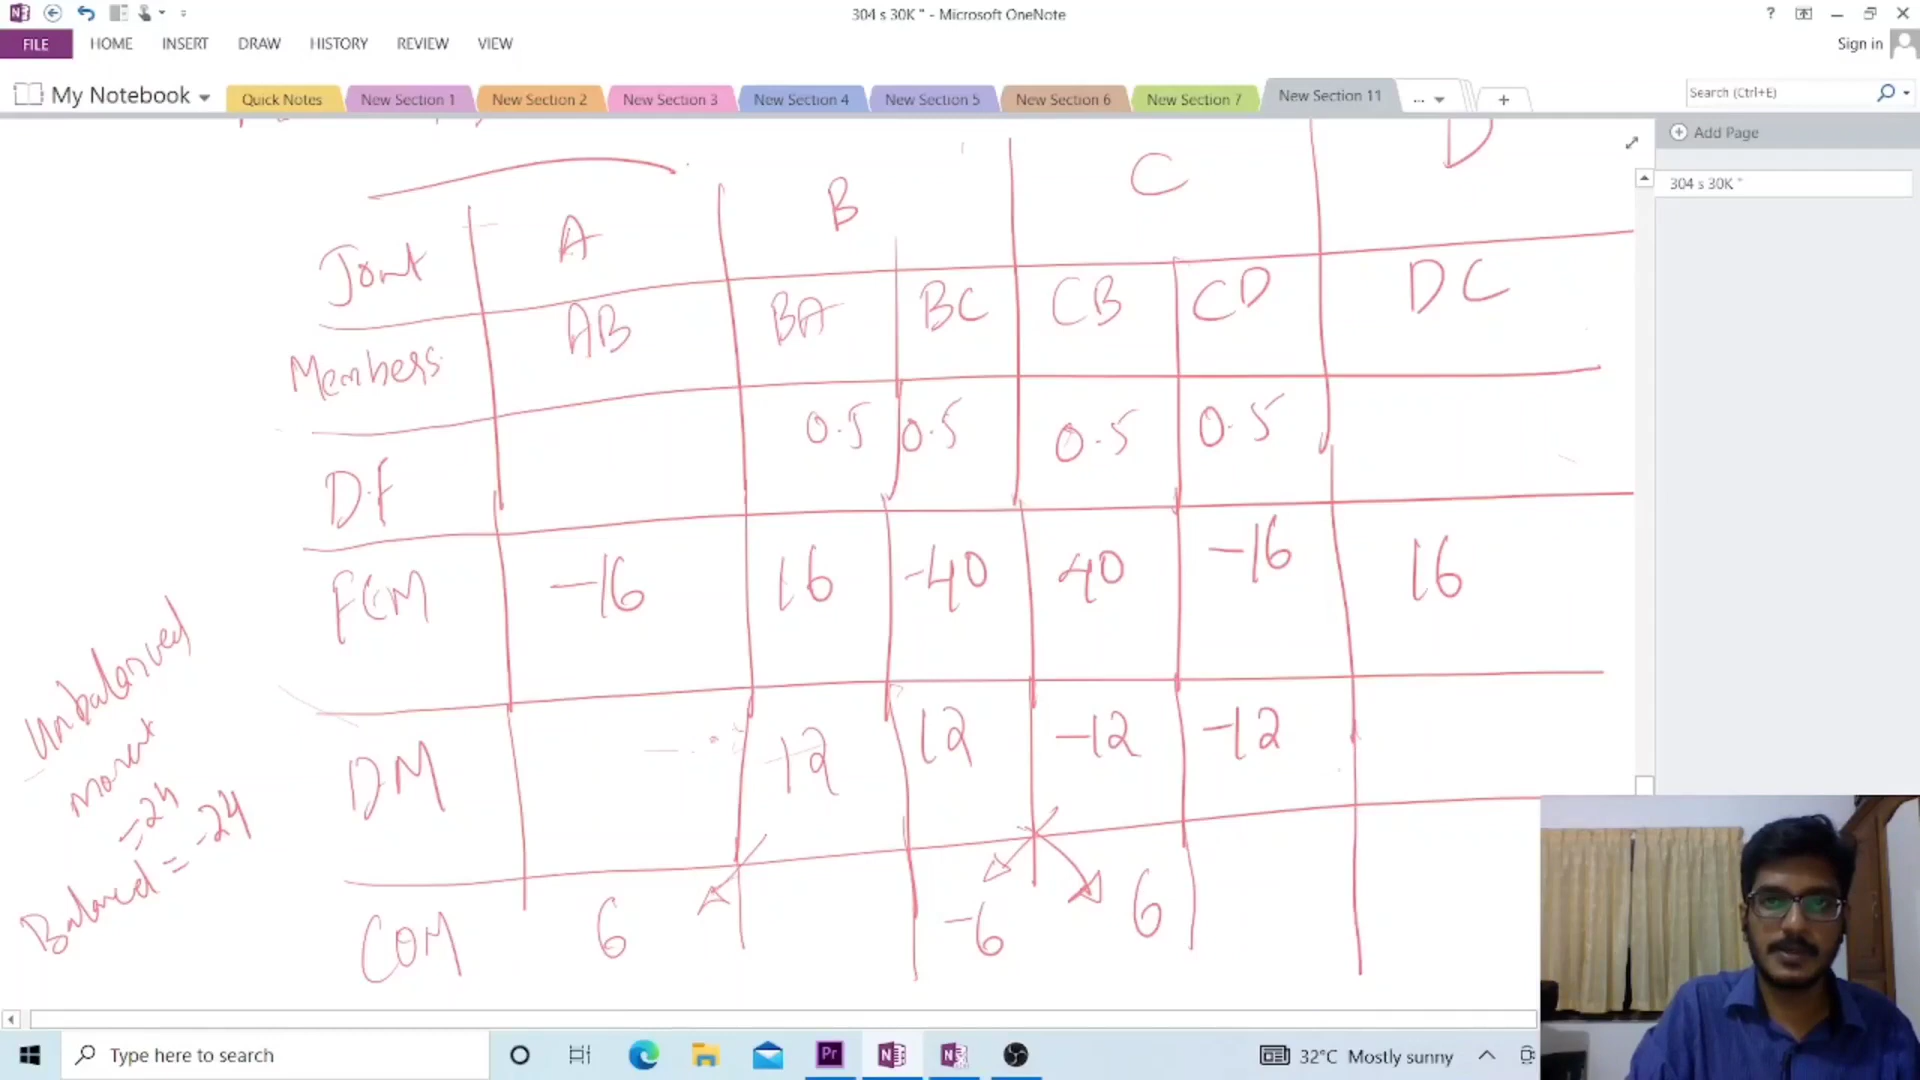 304 s 30K " - Microsoft OneNote
?
FILE HOME INSERT DRAW HISTORY REVIEW VIEW
Sign in
My Notebook
Quick Notes New Section 1 New Section 2 New Section 3 New Section 4 New Section 5 New Section 6 New Section 7 New Section 11 ...
Search (Ctrl+E)
Add Page
304 s 30K "
Joint A B C D
Members AB BA BC CB CD DC
D.F 0.5 0.5 0.5 0.5
FEM -16 16 -40 40 -16 16
DM 12 12 -12 -12
COM 6 -6 6
Unbalanced
moment
= -24
Balanced = -24
Type here to search
Pr
N
N
32°C Mostly sunny